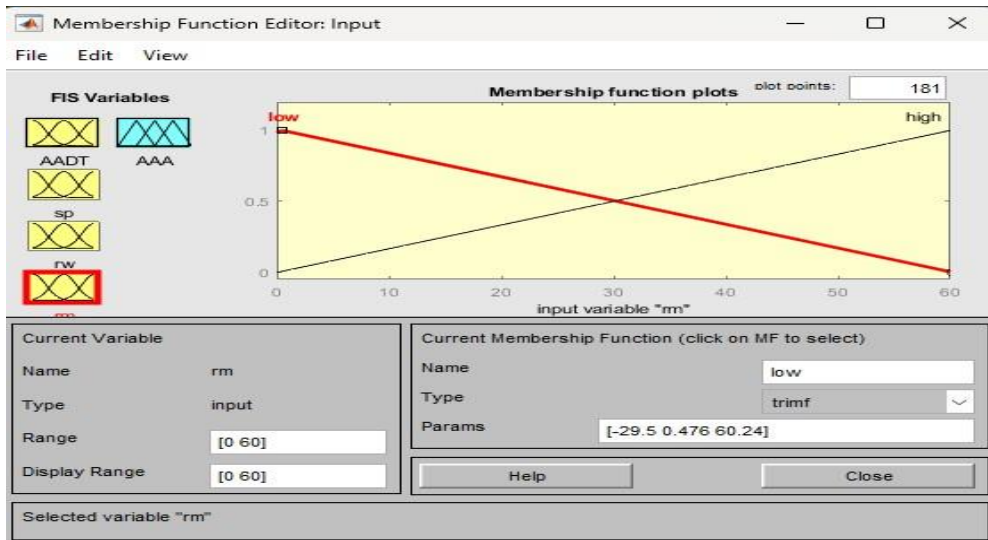 Membership Function Editor: Input
File Edit View
FIS Variables
AADT AAA
sp
rw
rm
Membership function plots
plot points: 181
low high
1
0.5
0
0 10 20 30 40 50 60
input variable "rm"
Current Variable
Name rm
Type input
Range [0 60]
Display Range [0 60]
Current Membership Function (click on MF to select)
Name low
Type trimf
Params [-29.5 0.476 60.24]
Help Close
Selected variable "rm"